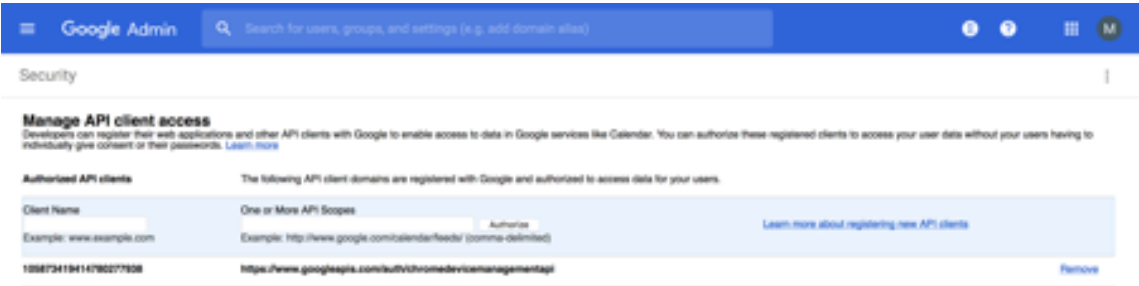 Google Admin
Search for users, groups, and settings (e.g. add domain alias)
M
Security
Manage API client access
Developers can register their web applications and other API clients with Google to enable access to data in Google services like Calendar. You can authorize these registered clients to access your user data without your users having to
individually give consent or their passwords. Learn more
Authorized API clients The following API client domains are registered with Google and authorized to access data for your users.
Client Name One or More API Scopes
Authorize Learn more about registering new API clients
Example: www.example.com Example: http://www.google.com/calendar/feeds/ (comma-delimited)
https://www.googleapis.com/auth/chromedevicemanagementapi Remove